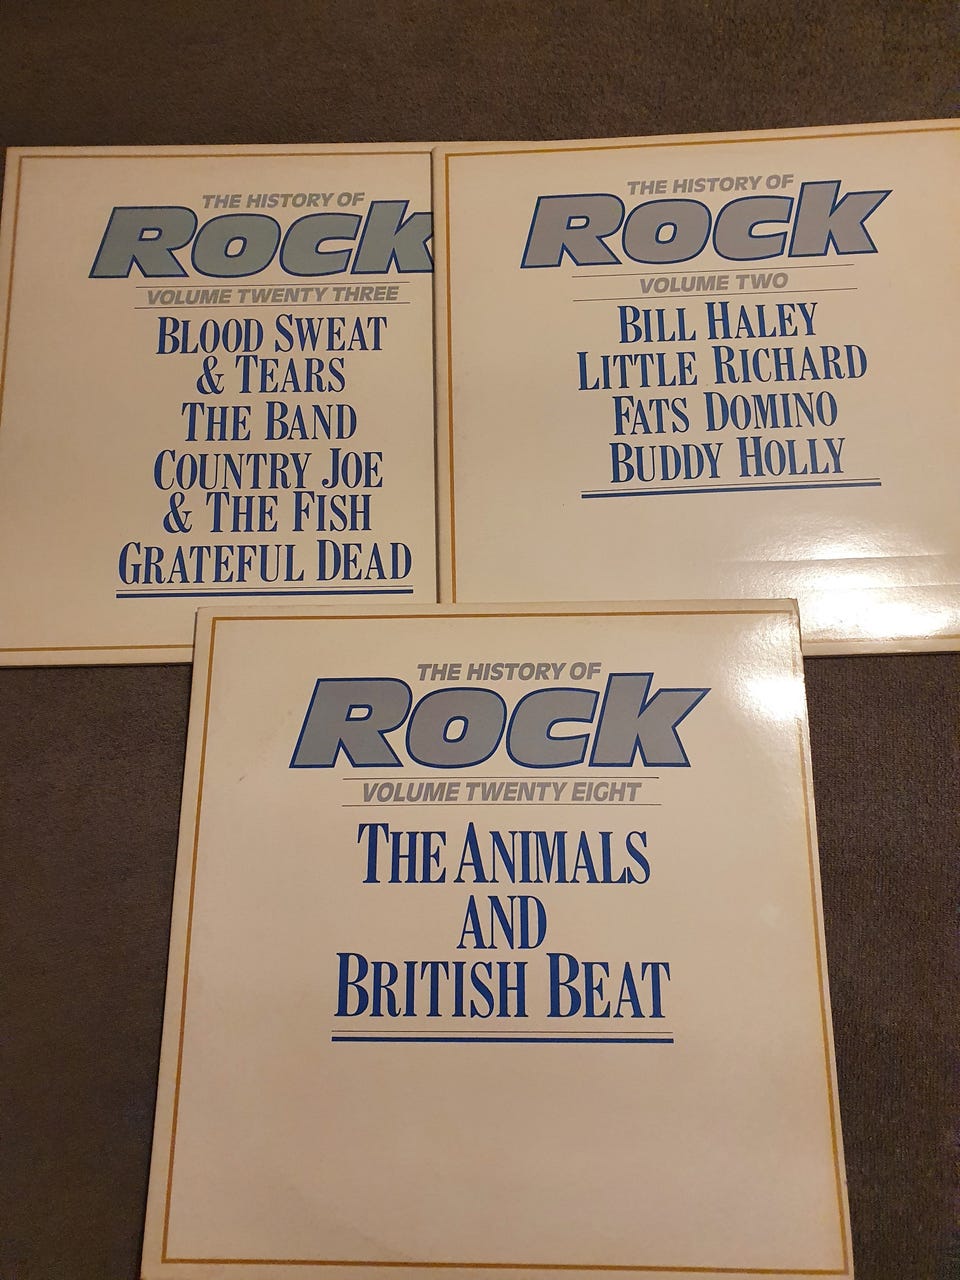 THE HISTORY OF
ROCK
VOLUME TWENTY THREE
BLOOD SWEAT
& TEARS
THE BAND
COUNTRY JOE
& THE FISH
GRATEFUL DEAD
THE HISTORY OF
ROCK
VOLUME TWO
BILL HALEY
LITTLE RICHARD
FATS DOMINO
BUDDY HOLLY
THE HISTORY OF
ROCK
VOLUME TWENTY EIGHT
THE ANIMALS
AND
BRITISH BEAT